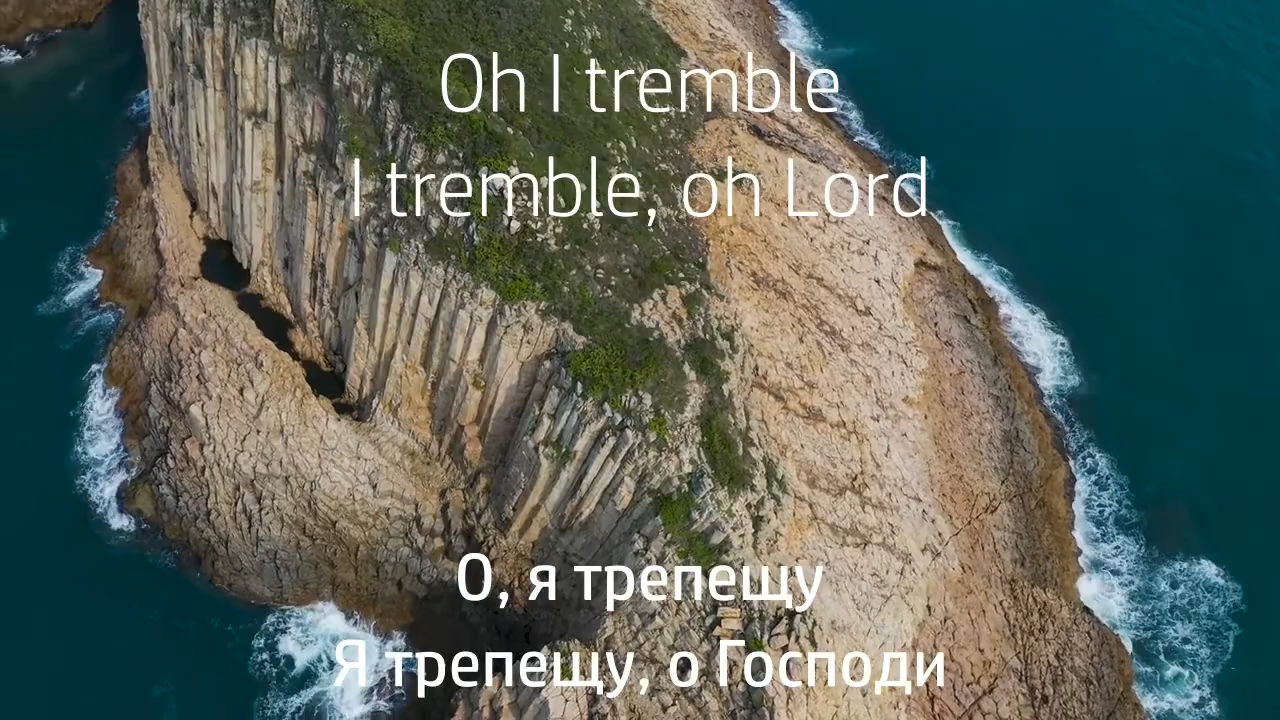 Oh I tremble
I tremble, oh Lord
О, я трепещу
Я трепещу, о Господи